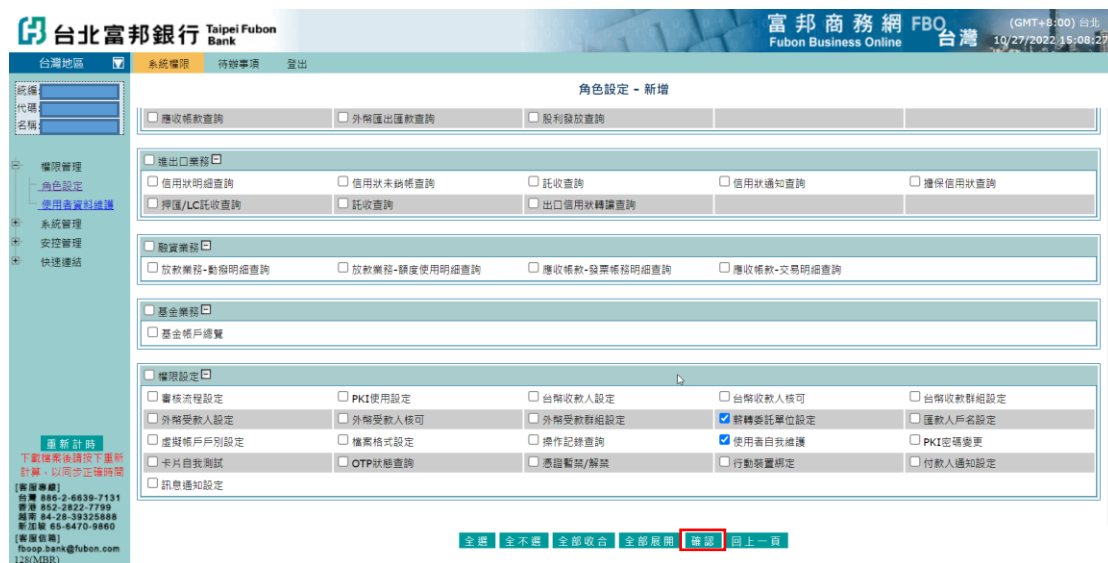 台北富邦銀行 Taipei Fubon Bank
富邦商務網 FBO 台灣
Fubon Business Online
(GMT+8:00) 台北
10/27/2022 15:08:27
台灣地區
系統權限 待辦事項 登出
統編:
代碼:
名稱:
權限管理
角色設定
使用者資料維護
系統管理
安控管理
快速連結
重新計時
下載檔案後請按下重新
計算，以同步正確時間
[客服專線]
台灣 886-2-6639-7131
香港 852-2822-7799
越南 84-28-39325888
新加坡 65-6470-9860
[客服信箱]
fboop.bank@fubon.com
128(MBR)
角色設定 - 新增
應收帳款查詢 外幣匯出匯款查詢 股利發放查詢
進出口業務
信用狀明細查詢 信用狀未銷帳查詢 託收查詢 信用狀通知查詢 擔保信用狀查詢
押匯/LC託收查詢 託收查詢 出口信用狀轉讓查詢
融資業務
放款業務-動撥明細查詢 放款業務-額度使用明細查詢 應收帳款-發票帳務明細查詢 應收帳款-交易明細查詢
基金業務
基金帳戶總覽
權限設定
審核流程設定 PKI使用設定 台幣收款人設定 台幣收款人核可 台幣收款群組設定
外幣受款人設定 外幣受款人核可 外幣受款群組設定 薪轉委託單位設定 匯款人戶名設定
虛擬帳戶戶別設定 檔案格式設定 操作記錄查詢 使用者自我維護 PKI密碼變更
卡片自我測試 OTP狀態查詢 憑證暫禁/解禁 行動裝置綁定 付款人通知設定
訊息通知設定
全選 全不選 全部收合 全部展開 確認 回上一頁